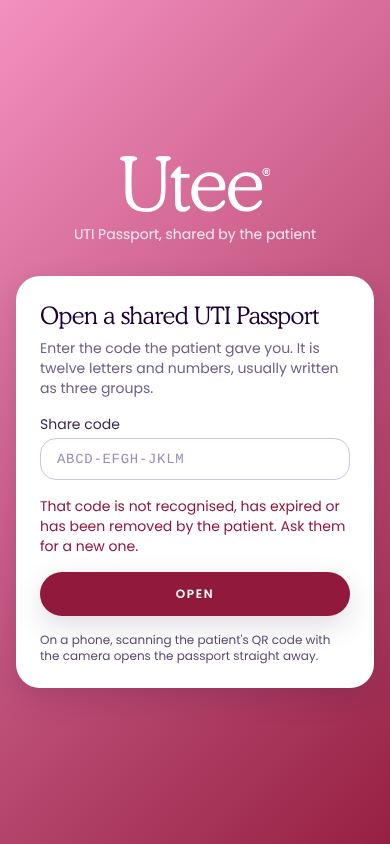 Utee®
UTI Passport, shared by the patient
Open a shared UTI Passport
Enter the code the patient gave you. It is
twelve letters and numbers, usually written
as three groups.
Share code
ABCD-EFGH-JKLM
That code is not recognised, has expired or
has been removed by the patient. Ask them
for a new one.
OPEN
On a phone, scanning the patient's QR code with
the camera opens the passport straight away.